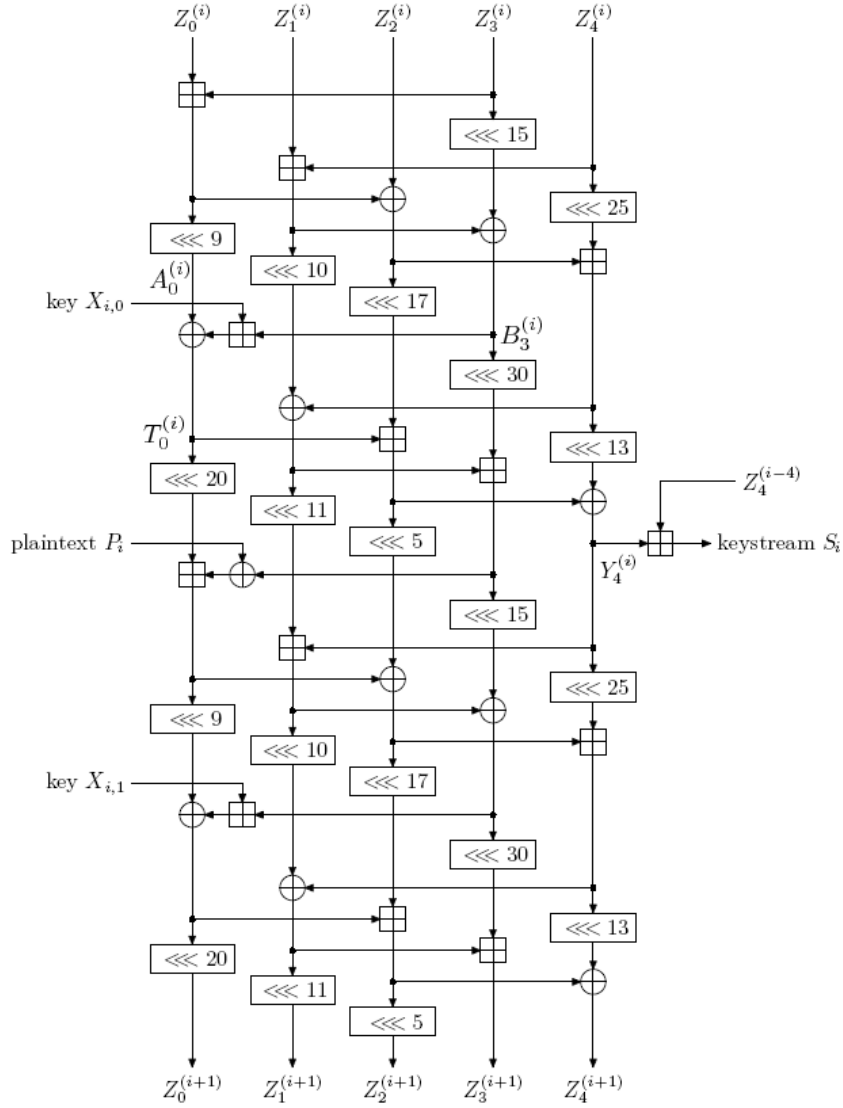 Z_0^{(i)} Z_1^{(i)} Z_2^{(i)} Z_3^{(i)} Z_4^{(i)}
<<< 15
<<< 25
<<< 9
<<< 10
A_0^{(i)}
<<< 17
key X_{i,0}
B_3^{(i)}
<<< 30
T_0^{(i)}
<<< 13
<<< 20
Z_4^{(i-4)}
<<< 11
<<< 5
plaintext P_i
keystream S_i
Y_4^{(i)}
<<< 15
<<< 25
<<< 9
<<< 10
<<< 17
key X_{i,1}
<<< 30
<<< 13
<<< 20
<<< 11
<<< 5
Z_0^{(i+1)} Z_1^{(i+1)} Z_2^{(i+1)} Z_3^{(i+1)} Z_4^{(i+1)}